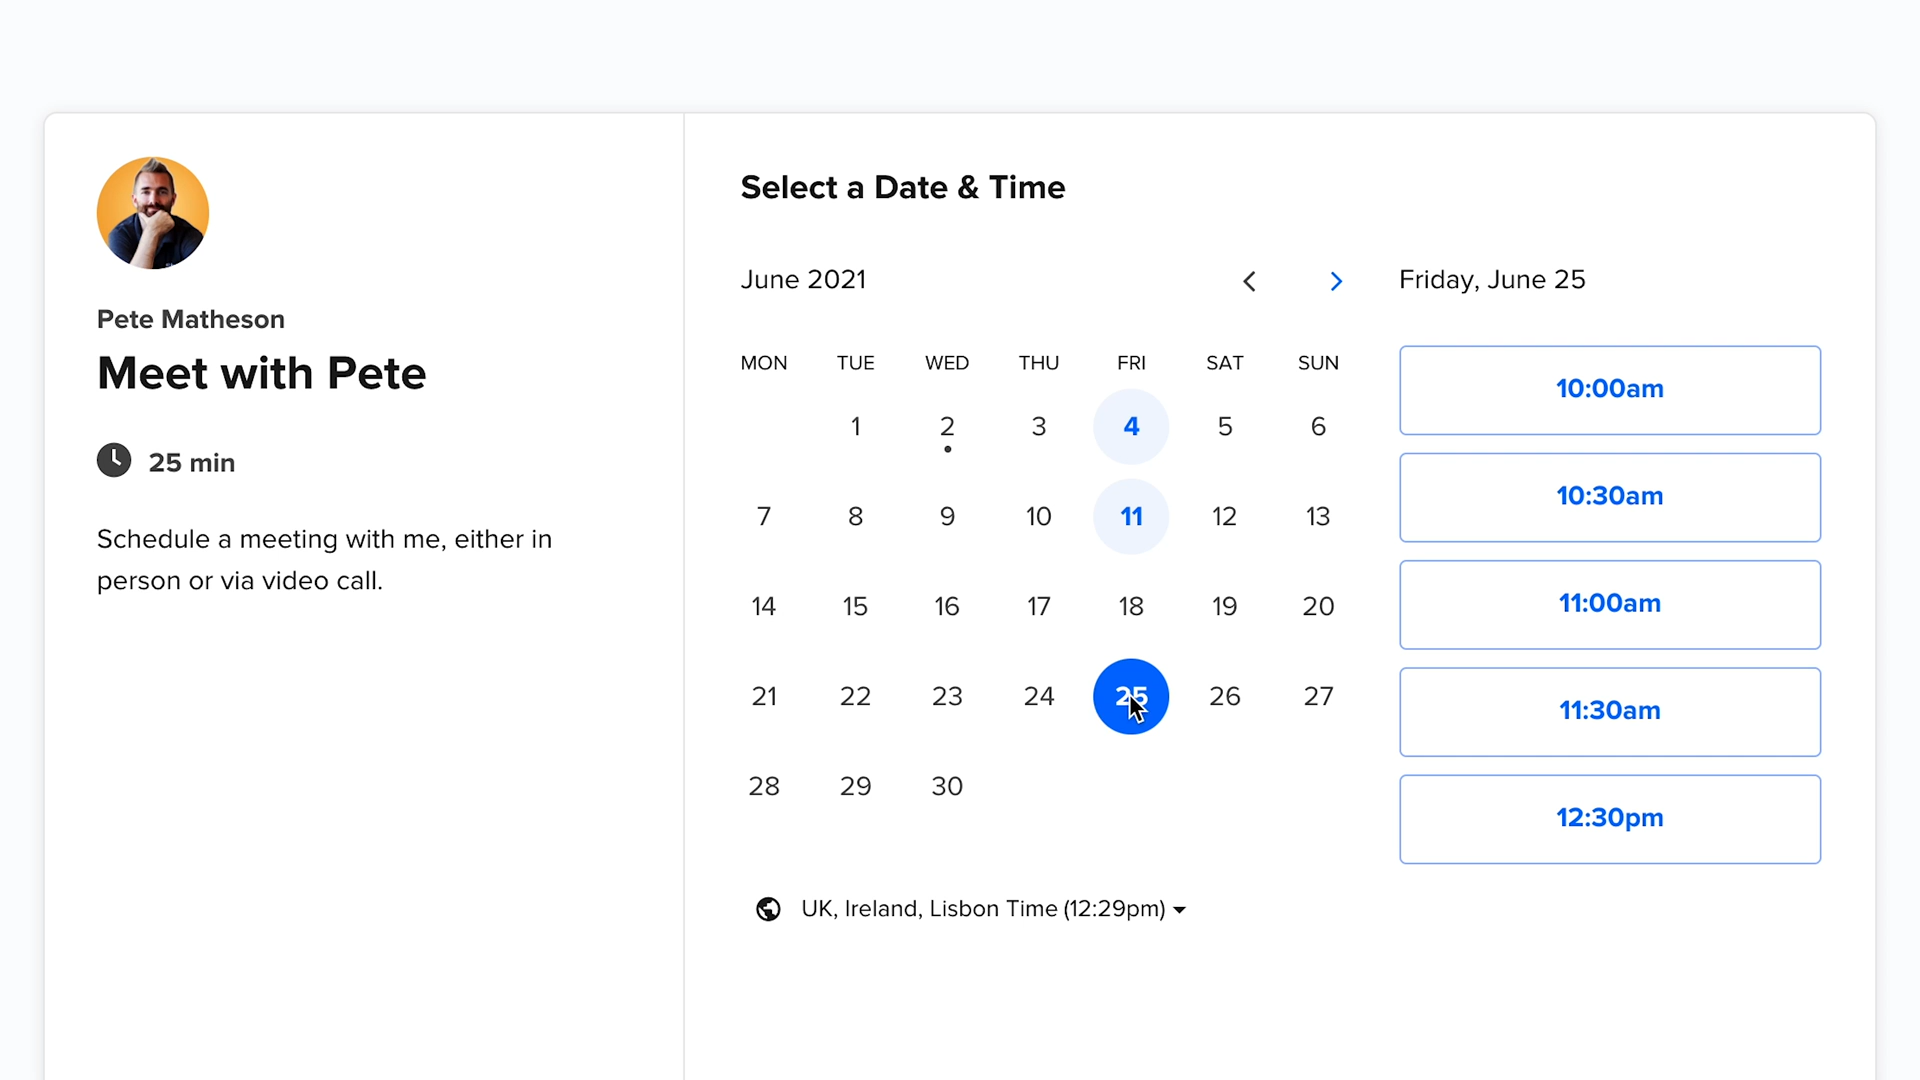 Pete Matheson
Meet with Pete
25 min
Schedule a meeting with me, either in
person or via video call.
Select a Date & Time
June 2021
MON TUE WED THU FRI SAT SUN
1 2 3 4 5 6
7 8 9 10 11 12 13
14 15 16 17 18 19 20
21 22 23 24 25 26 27
28 29 30
UK, Ireland, Lisbon Time (12:29pm)
Friday, June 25
10:00am
10:30am
11:00am
11:30am
12:30pm